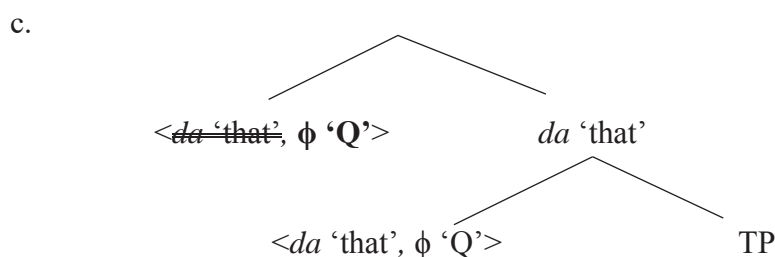 c.
<da ‘that’, ϕ ‘Q’> da ‘that’
<da ‘that’, ϕ ‘Q’> TP